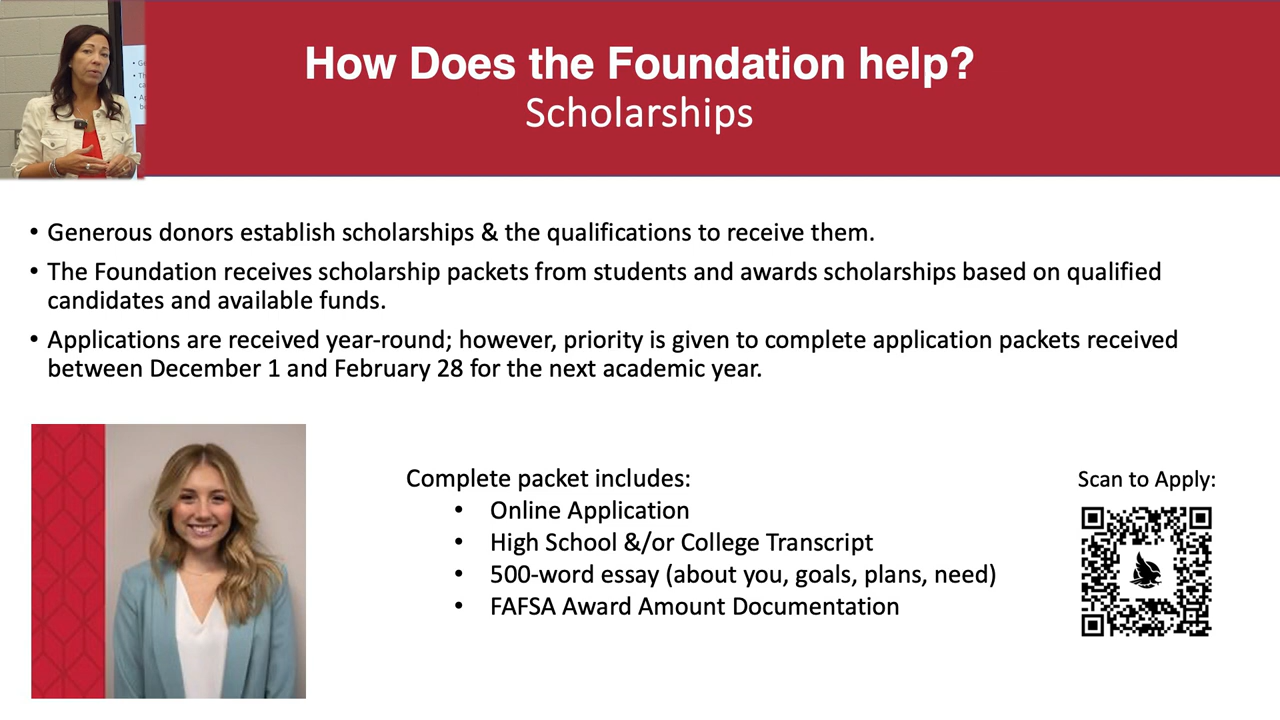 How Does the Foundation help?
Scholarships
• Generous donors establish scholarships & the qualifications to receive them.
• The Foundation receives scholarship packets from students and awards scholarships based on qualified
candidates and available funds.
• Applications are received year-round; however, priority is given to complete application packets received
between December 1 and February 28 for the next academic year.
Complete packet includes:
• Online Application
• High School &/or College Transcript
• 500-word essay (about you, goals, plans, need)
• FAFSA Award Amount Documentation
Scan to Apply: